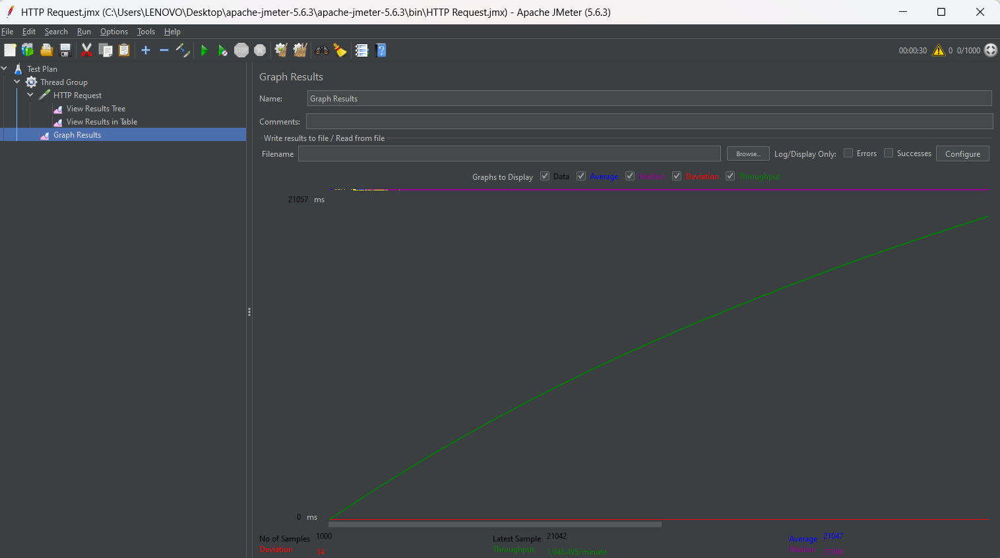 HTTP Request.jmx (C:\Users\LENOVO\Desktop\apache-jmeter-5.6.3\apache-jmeter-5.6.3\bin\HTTP Request.jmx) - Apache JMeter (5.6.3)
File Edit Search Run Options Tools Help
STOP 00:00:30 0 0/1000
Test Plan
Thread Group
HTTP Request
View Results Tree
View Results in Table
Graph Results
Graph Results
Name: Graph Results
Comments:
Write results to file / Read from file
Filename Browse... Log/Display Only: Errors Successes Configure
Graphs to Display Data Average Median Deviation Throughput
21057 ms
0 ms
No of Samples 1000 Latest Sample 21042 Average 21047
Deviation 14 Throughput 1,948.495/minute Median